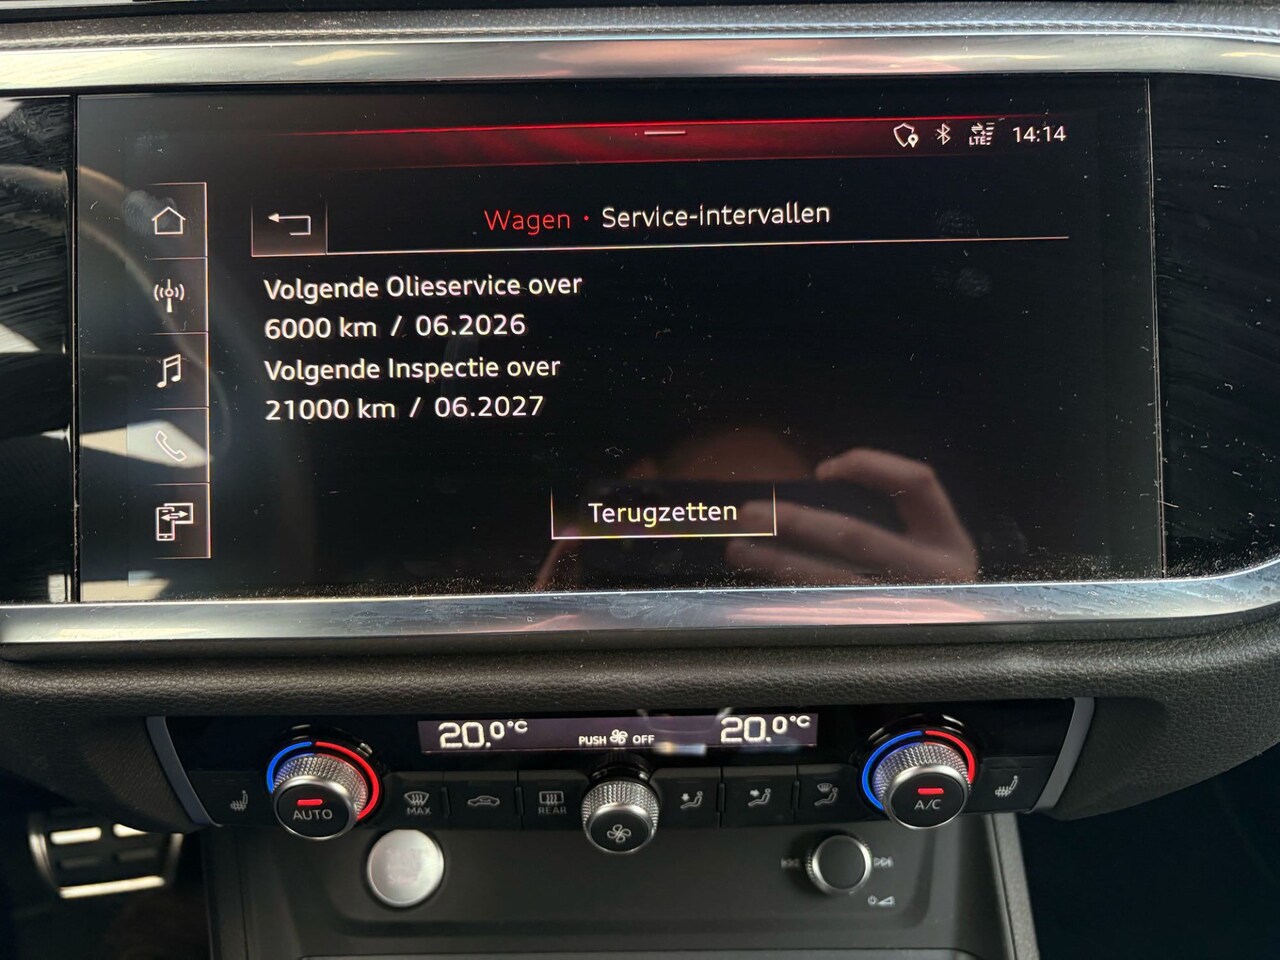 LTE 14:14
Wagen · Service-intervallen
Volgende Olieservice over
6000 km / 06.2026
Volgende Inspectie over
21000 km / 06.2027
Terugzetten
20.0°C PUSH OFF 20.0°C
AUTO MAX REAR A/C